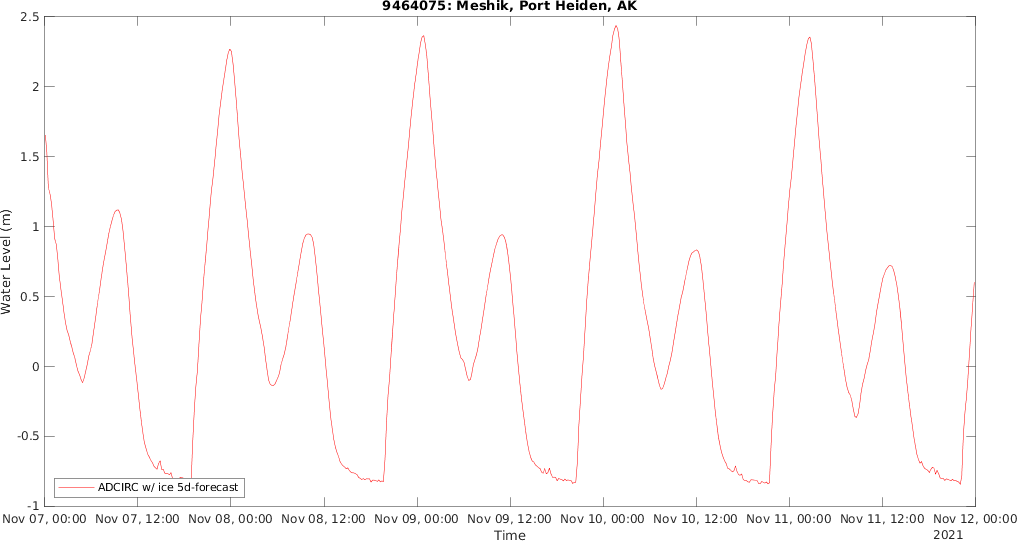 9464075: Meshik, Port Heiden, AK
2.5
2
1.5
1
0.5
0
-0.5
-1
Water Level (m)
ADCIRC w/ ice 5d-forecast
Nov 07, 00:00 Nov 07, 12:00 Nov 08, 00:00 Nov 08, 12:00 Nov 09, 00:00 Nov 09, 12:00 Nov 10, 00:00 Nov 10, 12:00 Nov 11, 00:00 Nov 11, 12:00 Nov 12, 00:00
Time
2021